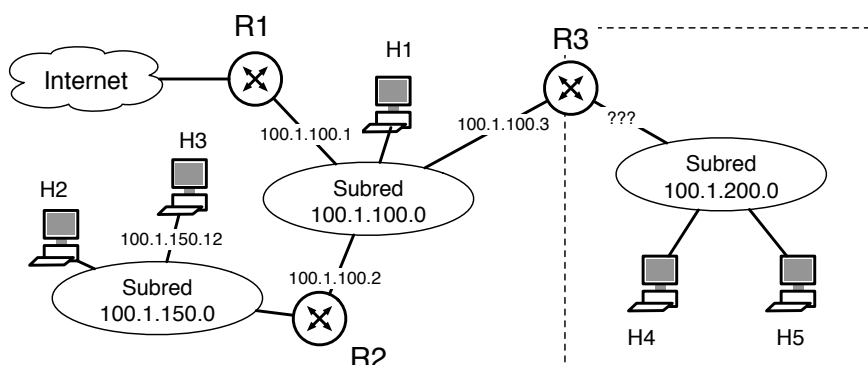 R1
H1
R3
Internet
100.1.100.1
100.1.100.3
???
H3
H2
100.1.150.12
Subred
100.1.100.0
Subred
100.1.200.0
100.1.100.2
Subred
100.1.150.0
R2
H4
H5